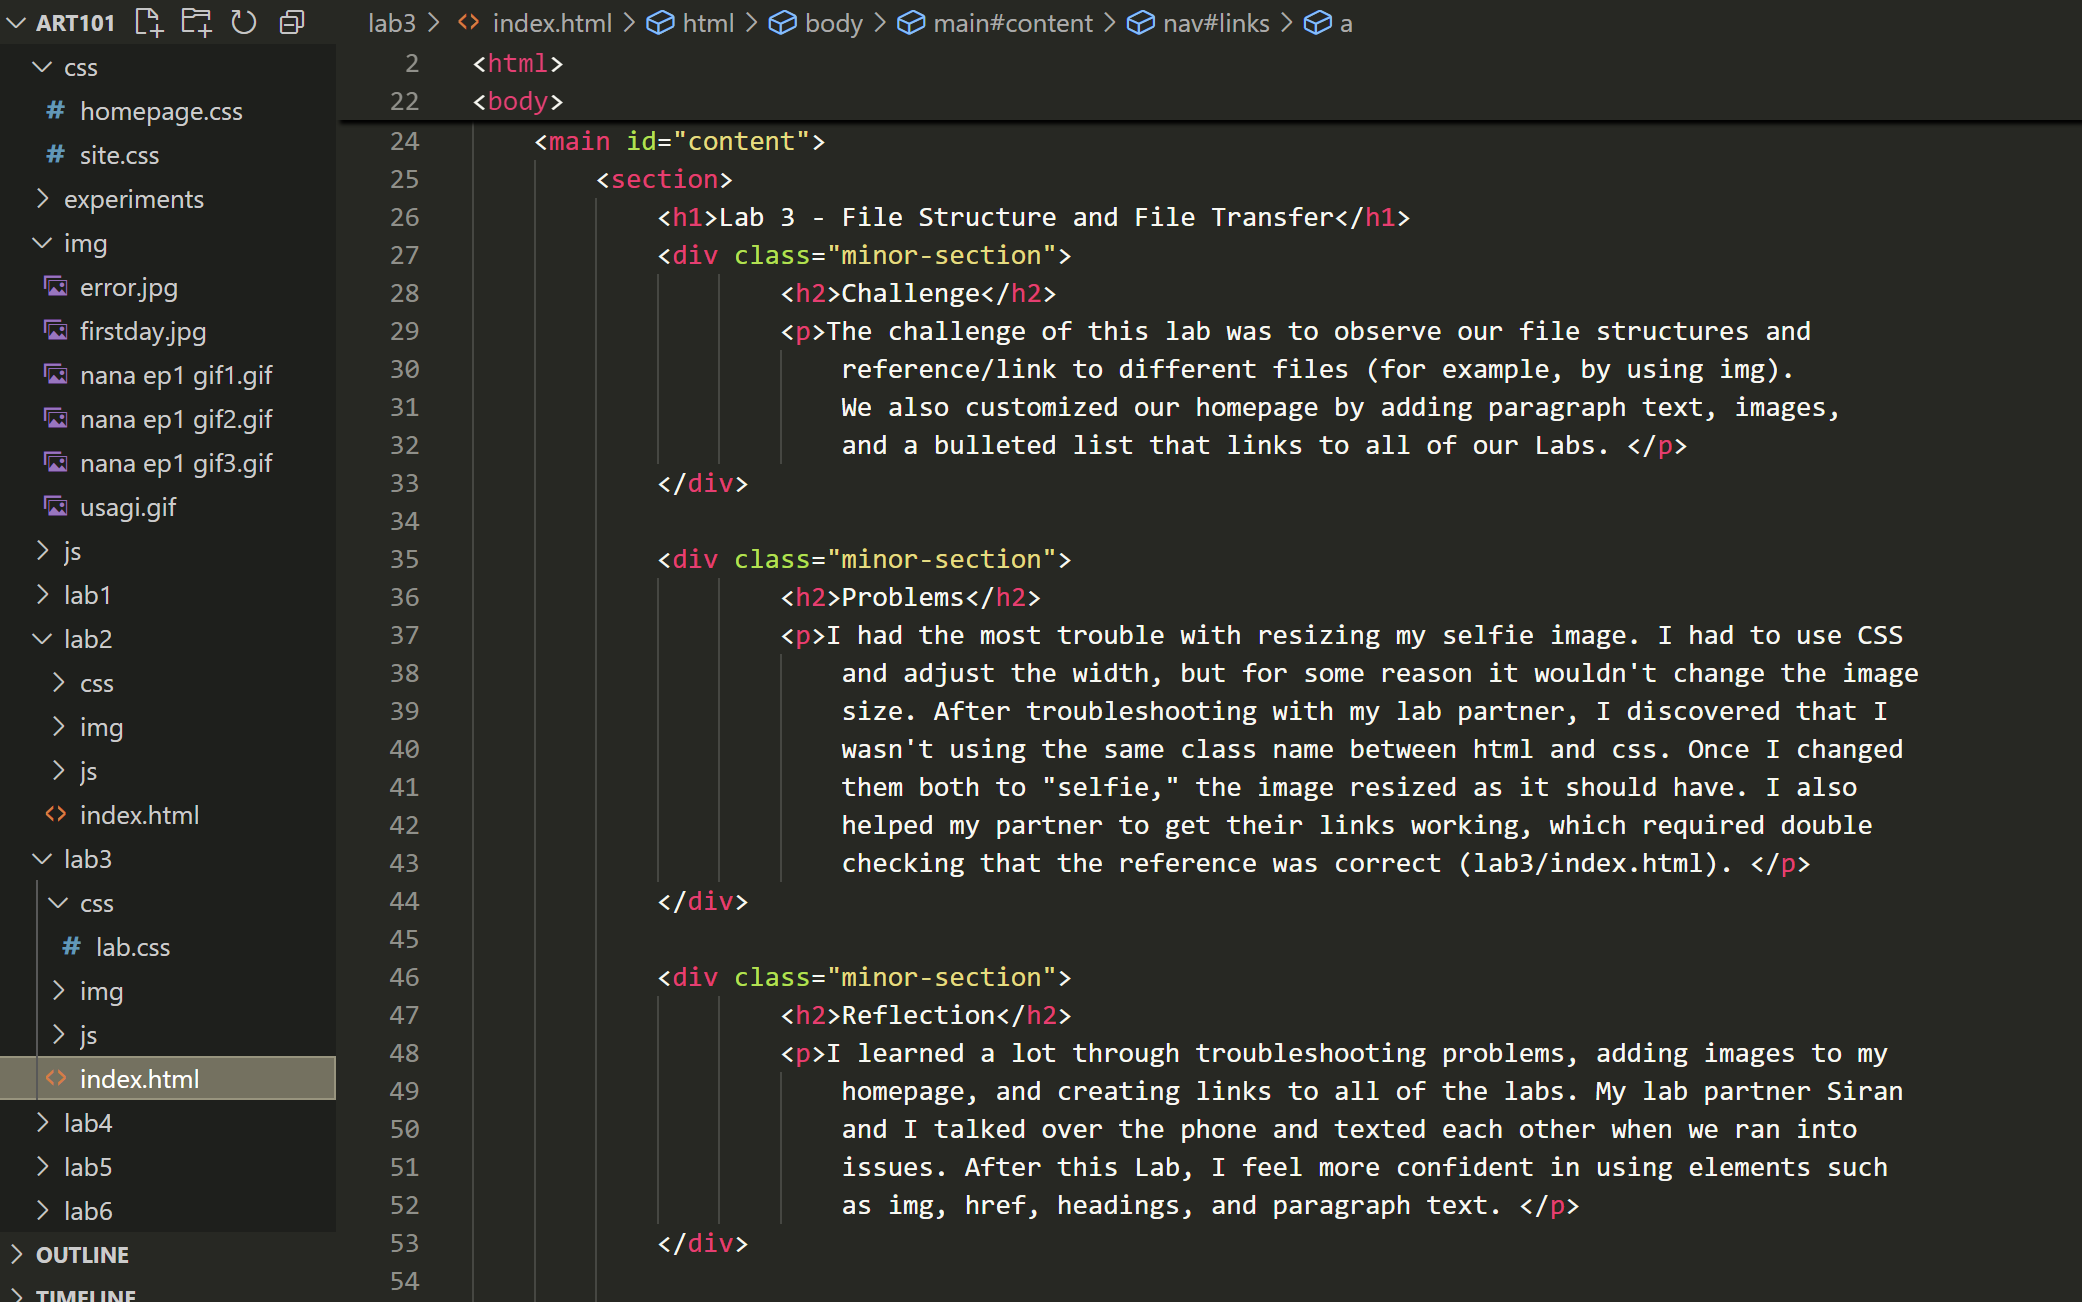 ART101
css
homepage.css
site.css
experiments
img
error.jpg
firstday.jpg
nana ep1 gif1.gif
nana ep1 gif2.gif
nana ep1 gif3.gif
usagi.gif
js
lab1
lab2
css
img
js
index.html
lab3
css
lab.css
img
js
index.html
lab4
lab5
lab6
OUTLINE
TIMELINE
lab3 > index.html > html > body > main#content > nav#links > a
2 <html>
22 <body>
24 <main id="content">
25 <section>
26 <h1>Lab 3 - File Structure and File Transfer</h1>
27 <div class="minor-section">
28 <h2>Challenge</h2>
29 <p>The challenge of this lab was to observe our file structures and
30 reference/link to different files (for example, by using img).
31 We also customized our homepage by adding paragraph text, images,
32 and a bulleted list that links to all of our Labs. </p>
33 </div>
34
35 <div class="minor-section">
36 <h2>Problems</h2>
37 <p>I had the most trouble with resizing my selfie image. I had to use CSS
38 and adjust the width, but for some reason it wouldn't change the image
39 size. After troubleshooting with my lab partner, I discovered that I
40 wasn't using the same class name between html and css. Once I changed
41 them both to "selfie," the image resized as it should have. I also
42 helped my partner to get their links working, which required double
43 checking that the reference was correct (lab3/index.html). </p>
44 </div>
45
46 <div class="minor-section">
47 <h2>Reflection</h2>
48 <p>I learned a lot through troubleshooting problems, adding images to my
49 homepage, and creating links to all of the labs. My lab partner Siran
50 and I talked over the phone and texted each other when we ran into
51 issues. After this Lab, I feel more confident in using elements such
52 as img, href, headings, and paragraph text. </p>
53 </div>
54